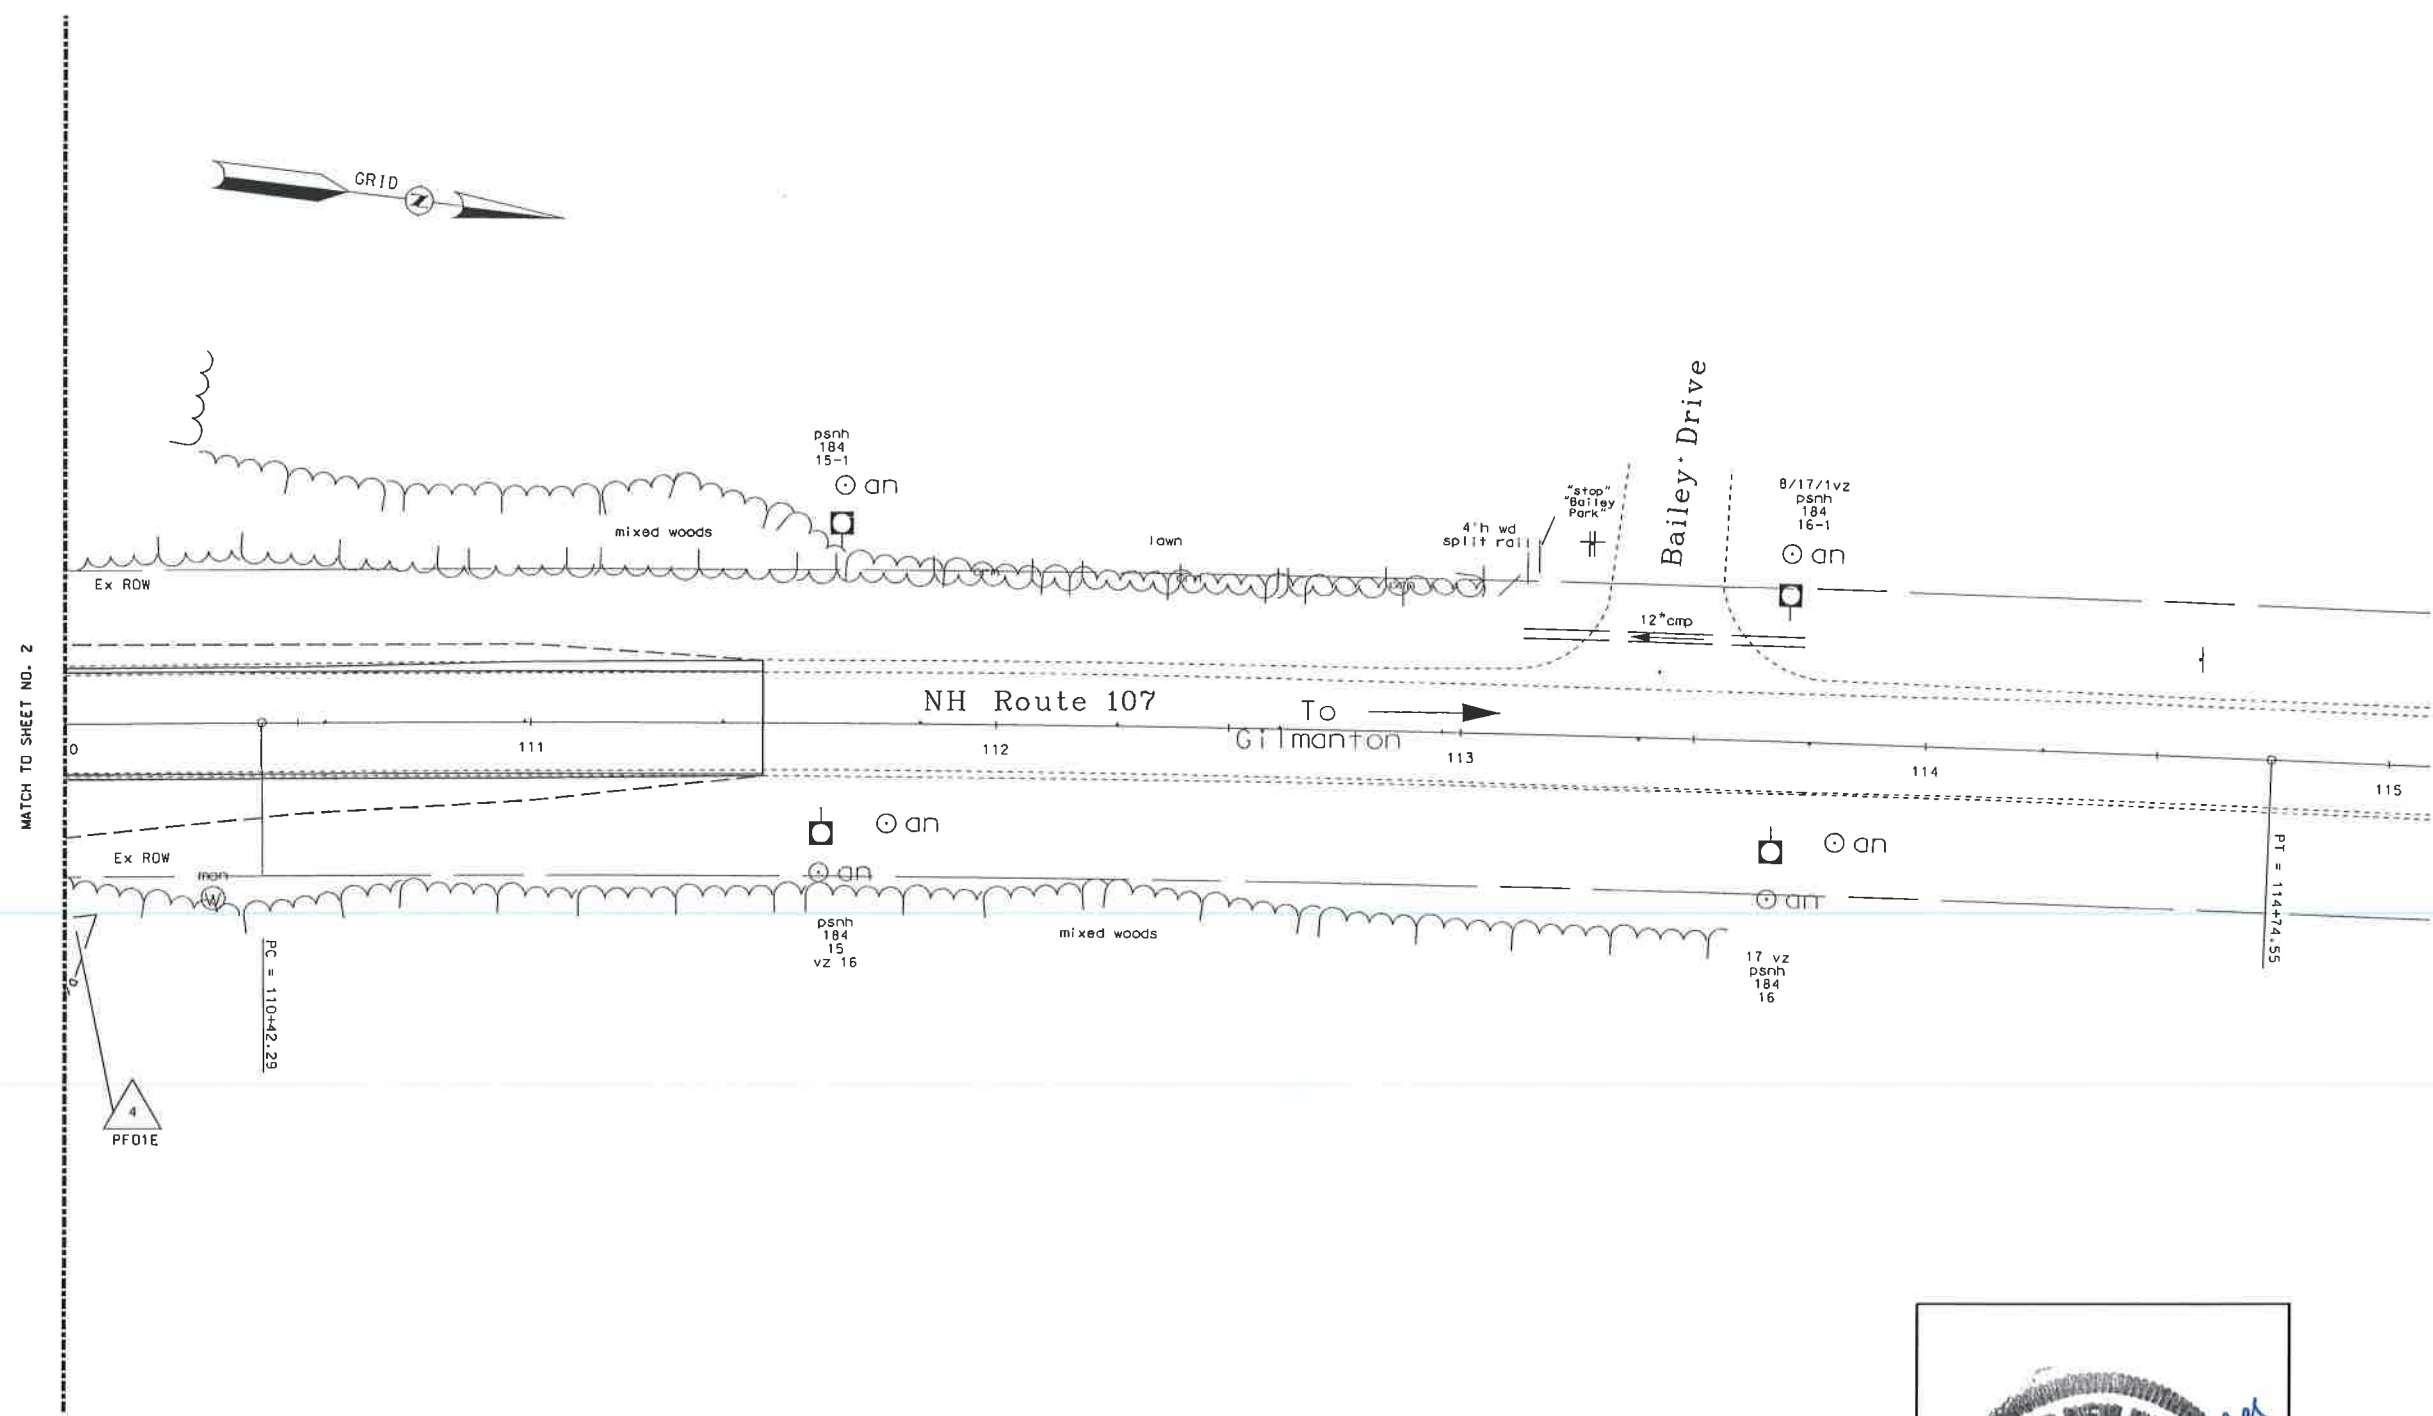 GRID
Z
MATCH TO SHEET NO. 2
psnh
184
15-1
an
mixed woods
lawn
4'h wd
split rail
"stop"
"Bailey
Park"
Bailey Drive
8/17/1vz
psnh
184
16-1
an
Ex ROW
12"cmp
NH Route 107
To
Gilmanton
0
111
112
113
114
115
an
an
Ex ROW
mon
W
an
an
psnh
184
15
vz 16
mixed woods
17 vz
psnh
184
16
PC = 110+42.29
PT = 114+74.55
4
PF01E